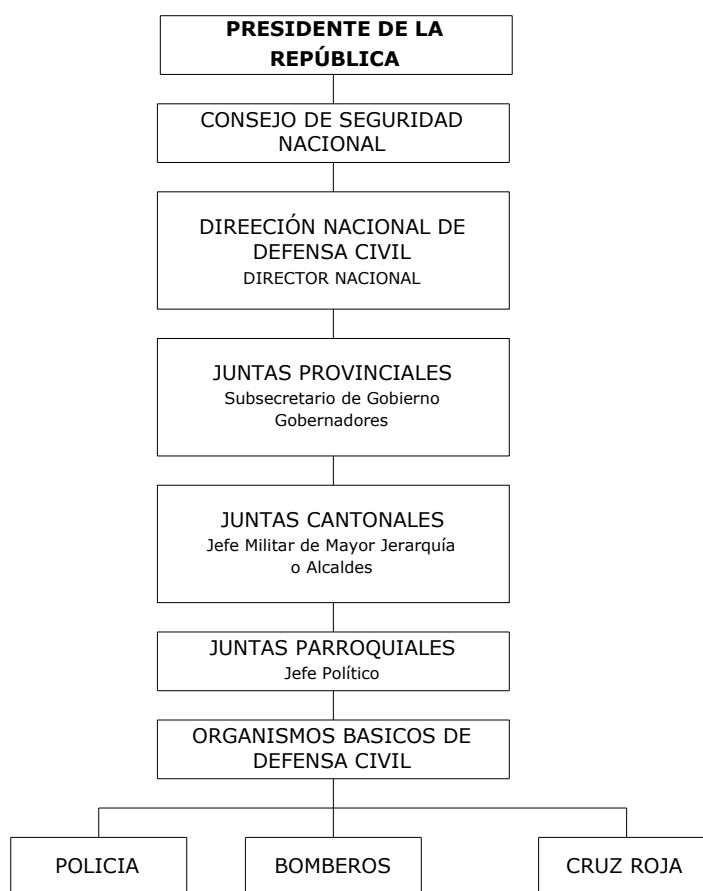 PRESIDENTE DE LA
REPÚBLICA
CONSEJO DE SEGURIDAD
NACIONAL
DIREECIÓN NACIONAL DE
DEFENSA CIVIL
DIRECTOR NACIONAL
JUNTAS PROVINCIALES
Subsecretario de Gobierno
Gobernadores
JUNTAS CANTONALES
Jefe Militar de Mayor Jerarquía
o Alcaldes
JUNTAS PARROQUIALES
Jefe Político
ORGANISMOS BASICOS DE
DEFENSA CIVIL
POLICIA
BOMBEROS
CRUZ ROJA